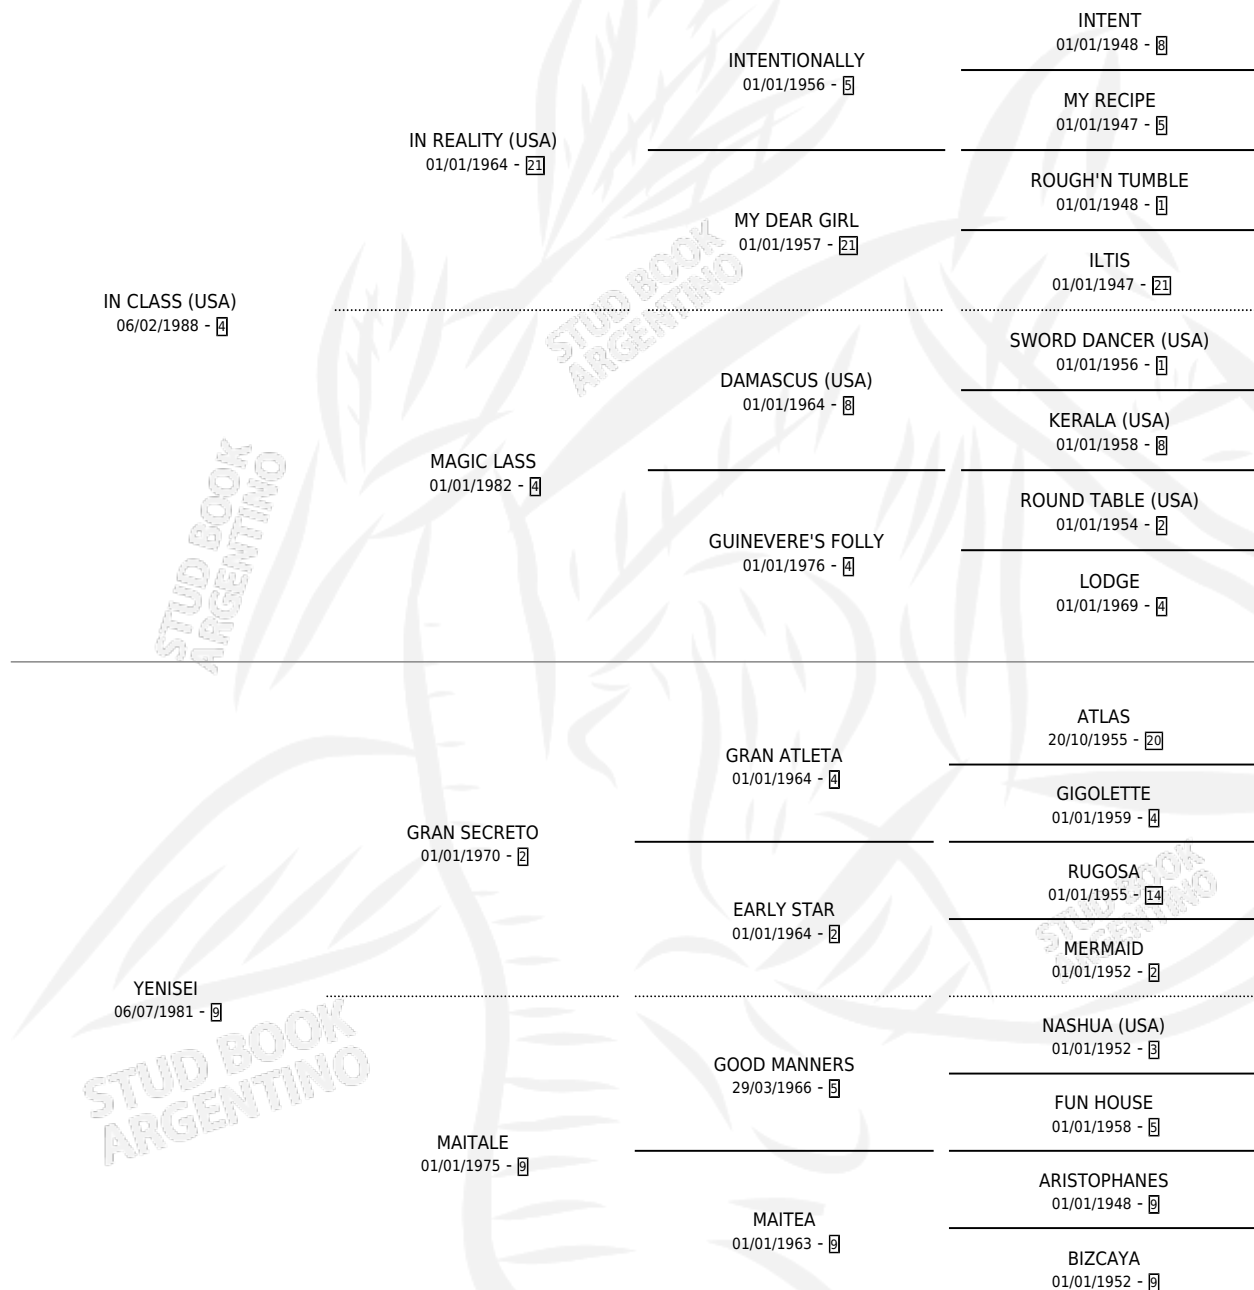 INTENT
01/01/1948 - 8
INTENTIONALLY
01/01/1956 - 5
MY RECIPE
01/01/1947 - 5
IN REALITY (USA)
01/01/1964 - 21
ROUGH'N TUMBLE
01/01/1948 - 1
MY DEAR GIRL
01/01/1957 - 21
ILTIS
01/01/1947 - 21
IN CLASS (USA)
06/02/1988 - 4
SWORD DANCER (USA)
01/01/1956 - 1
DAMASCUS (USA)
01/01/1964 - 8
KERALA (USA)
01/01/1958 - 8
MAGIC LASS
01/01/1982 - 4
ROUND TABLE (USA)
01/01/1954 - 2
GUINEVERE'S FOLLY
01/01/1976 - 4
LODGE
01/01/1969 - 4
ATLAS
20/10/1955 - 20
GRAN ATLETA
01/01/1964 - 4
GIGOLETTE
01/01/1959 - 4
GRAN SECRETO
01/01/1970 - 2
RUGOSA
01/01/1955 - 14
EARLY STAR
01/01/1964 - 2
MERMAID
01/01/1952 - 2
YENISEI
06/07/1981 - 9
NASHUA (USA)
01/01/1952 - 3
GOOD MANNERS
29/03/1966 - 5
FUN HOUSE
01/01/1958 - 5
MAITALE
01/01/1975 - 9
ARISTOPHANES
01/01/1948 - 9
MAITEA
01/01/1963 - 9
BIZCAYA
01/01/1952 - 9
STUD BOOK
ARGENTINO
STUD BOOK
ARGENTINO
STUD BOOK
ARGENTINO
STUD BOOK
ARGENTINO